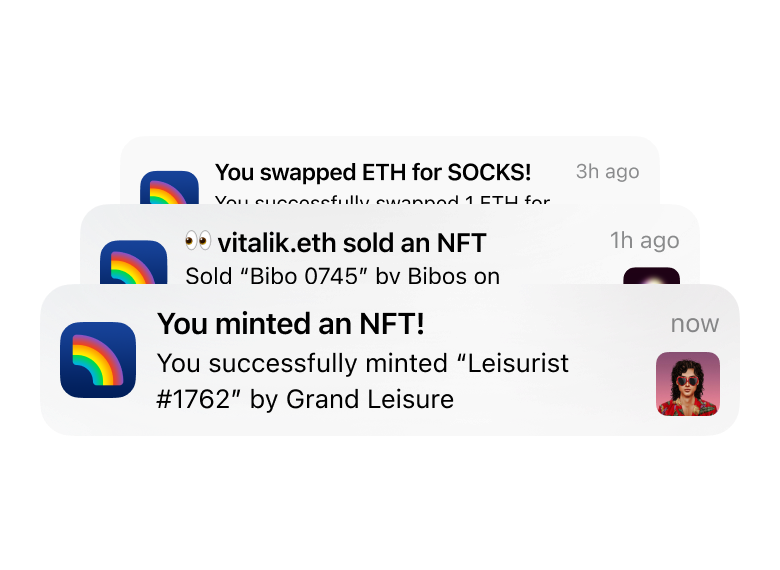 You swapped ETH for SOCKS!
3h ago
You successfully swapped 1 ETH for
👀 vitalik.eth sold an NFT
1h ago
Sold “Bibo 0745” by Bibos on
You minted an NFT!
now
You successfully minted “Leisurist
#1762” by Grand Leisure